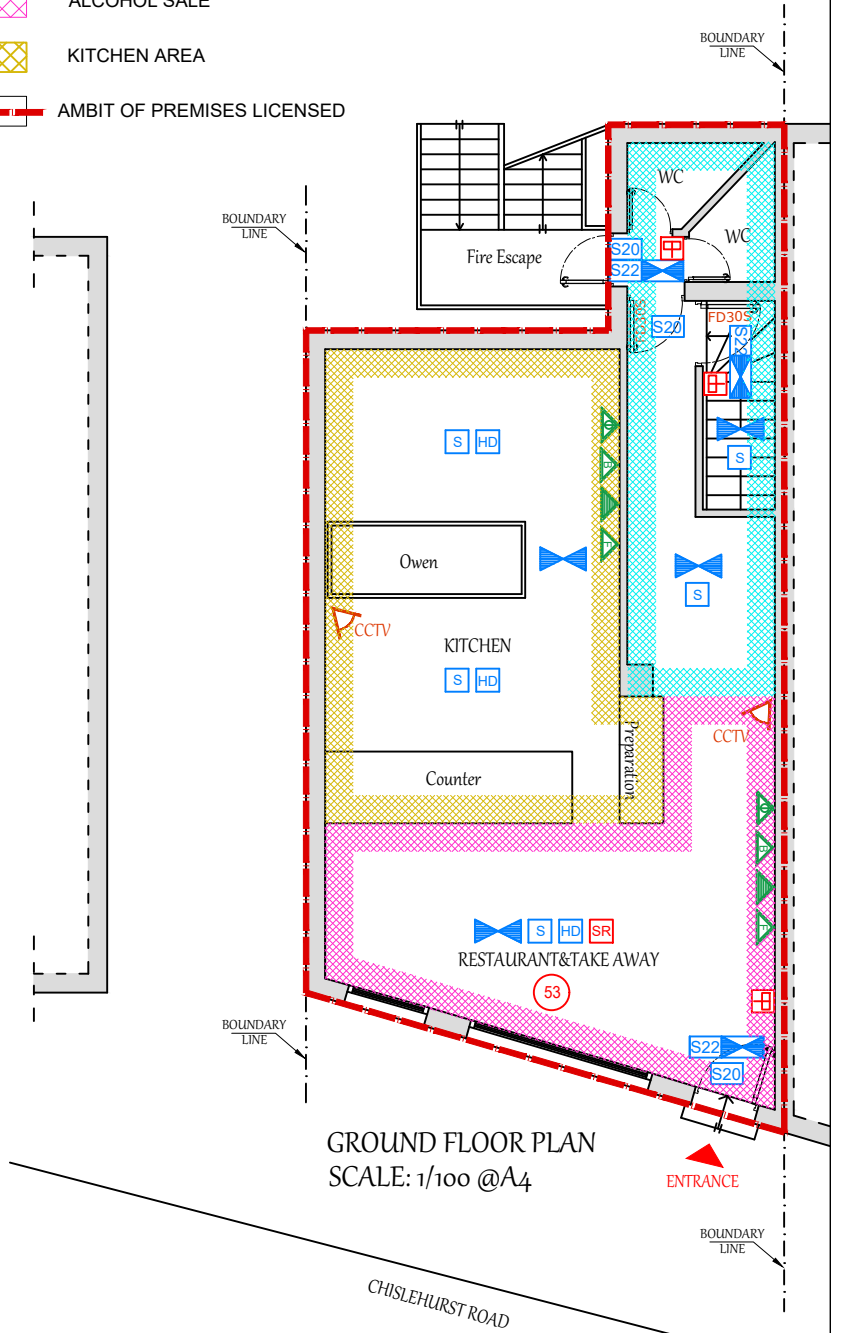 ALCOHOL SALE
KITCHEN AREA
AMBIT OF PREMISES LICENSED
BOUNDARY
LINE
BOUNDARY
LINE
WC
WC
Fire Escape
S20
S22
FD30S
S20
FD30S
S22
S
S HD
Owen
S
CCTV
KITCHEN
S HD
CCTV
Preparation
Counter
S HD SR
RESTAURANT&TAKE AWAY
53
S22
S20
BOUNDARY
LINE
GROUND FLOOR PLAN
SCALE: 1/100 @A4
ENTRANCE
BOUNDARY
LINE
CHISLEHURST ROAD